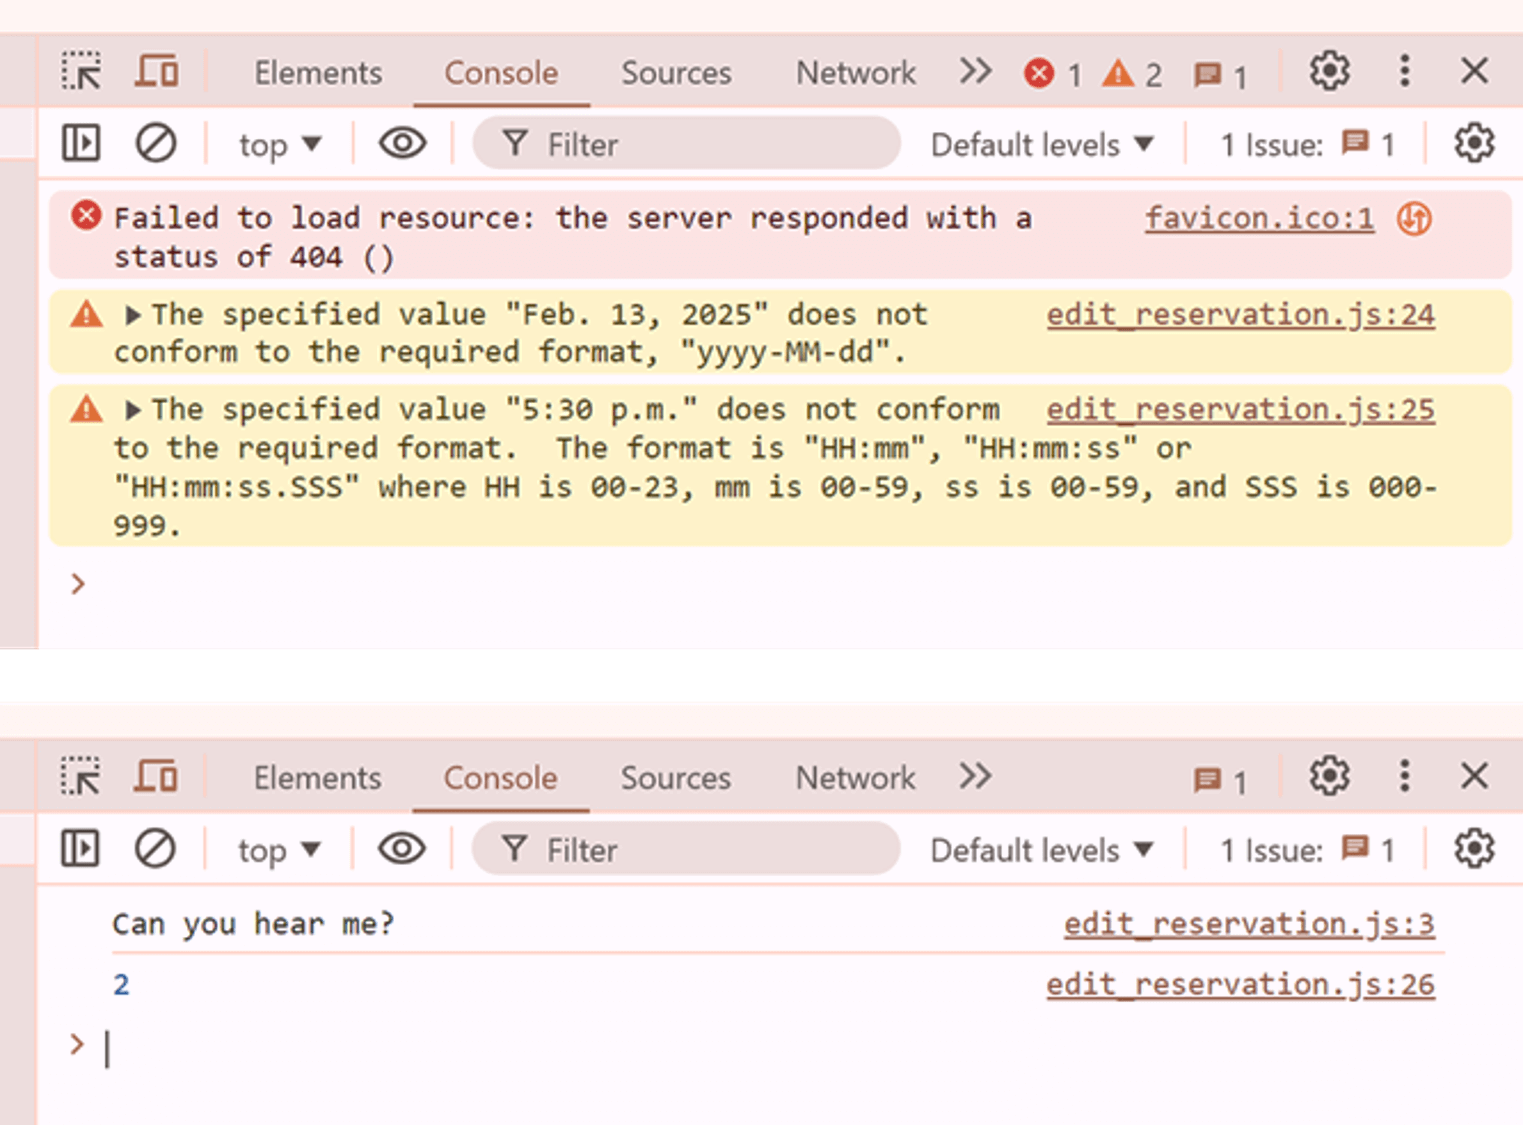 Elements Console Sources Network 1 2 1
top Filter Default levels 1 Issue: 1
Failed to load resource: the server responded with a favicon.ico:1
status of 404 ()
The specified value "Feb. 13, 2025" does not edit_reservation.js:24
conform to the required format, "yyyy-MM-dd".
The specified value "5:30 p.m." does not conform edit_reservation.js:25
to the required format.  The format is "HH:mm", "HH:mm:ss" or
"HH:mm:ss.SSS" where HH is 00-23, mm is 00-59, ss is 00-59, and SSS is 000-
999.
Elements Console Sources Network 1
top Filter Default levels 1 Issue: 1
Can you hear me? edit_reservation.js:3
2 edit_reservation.js:26